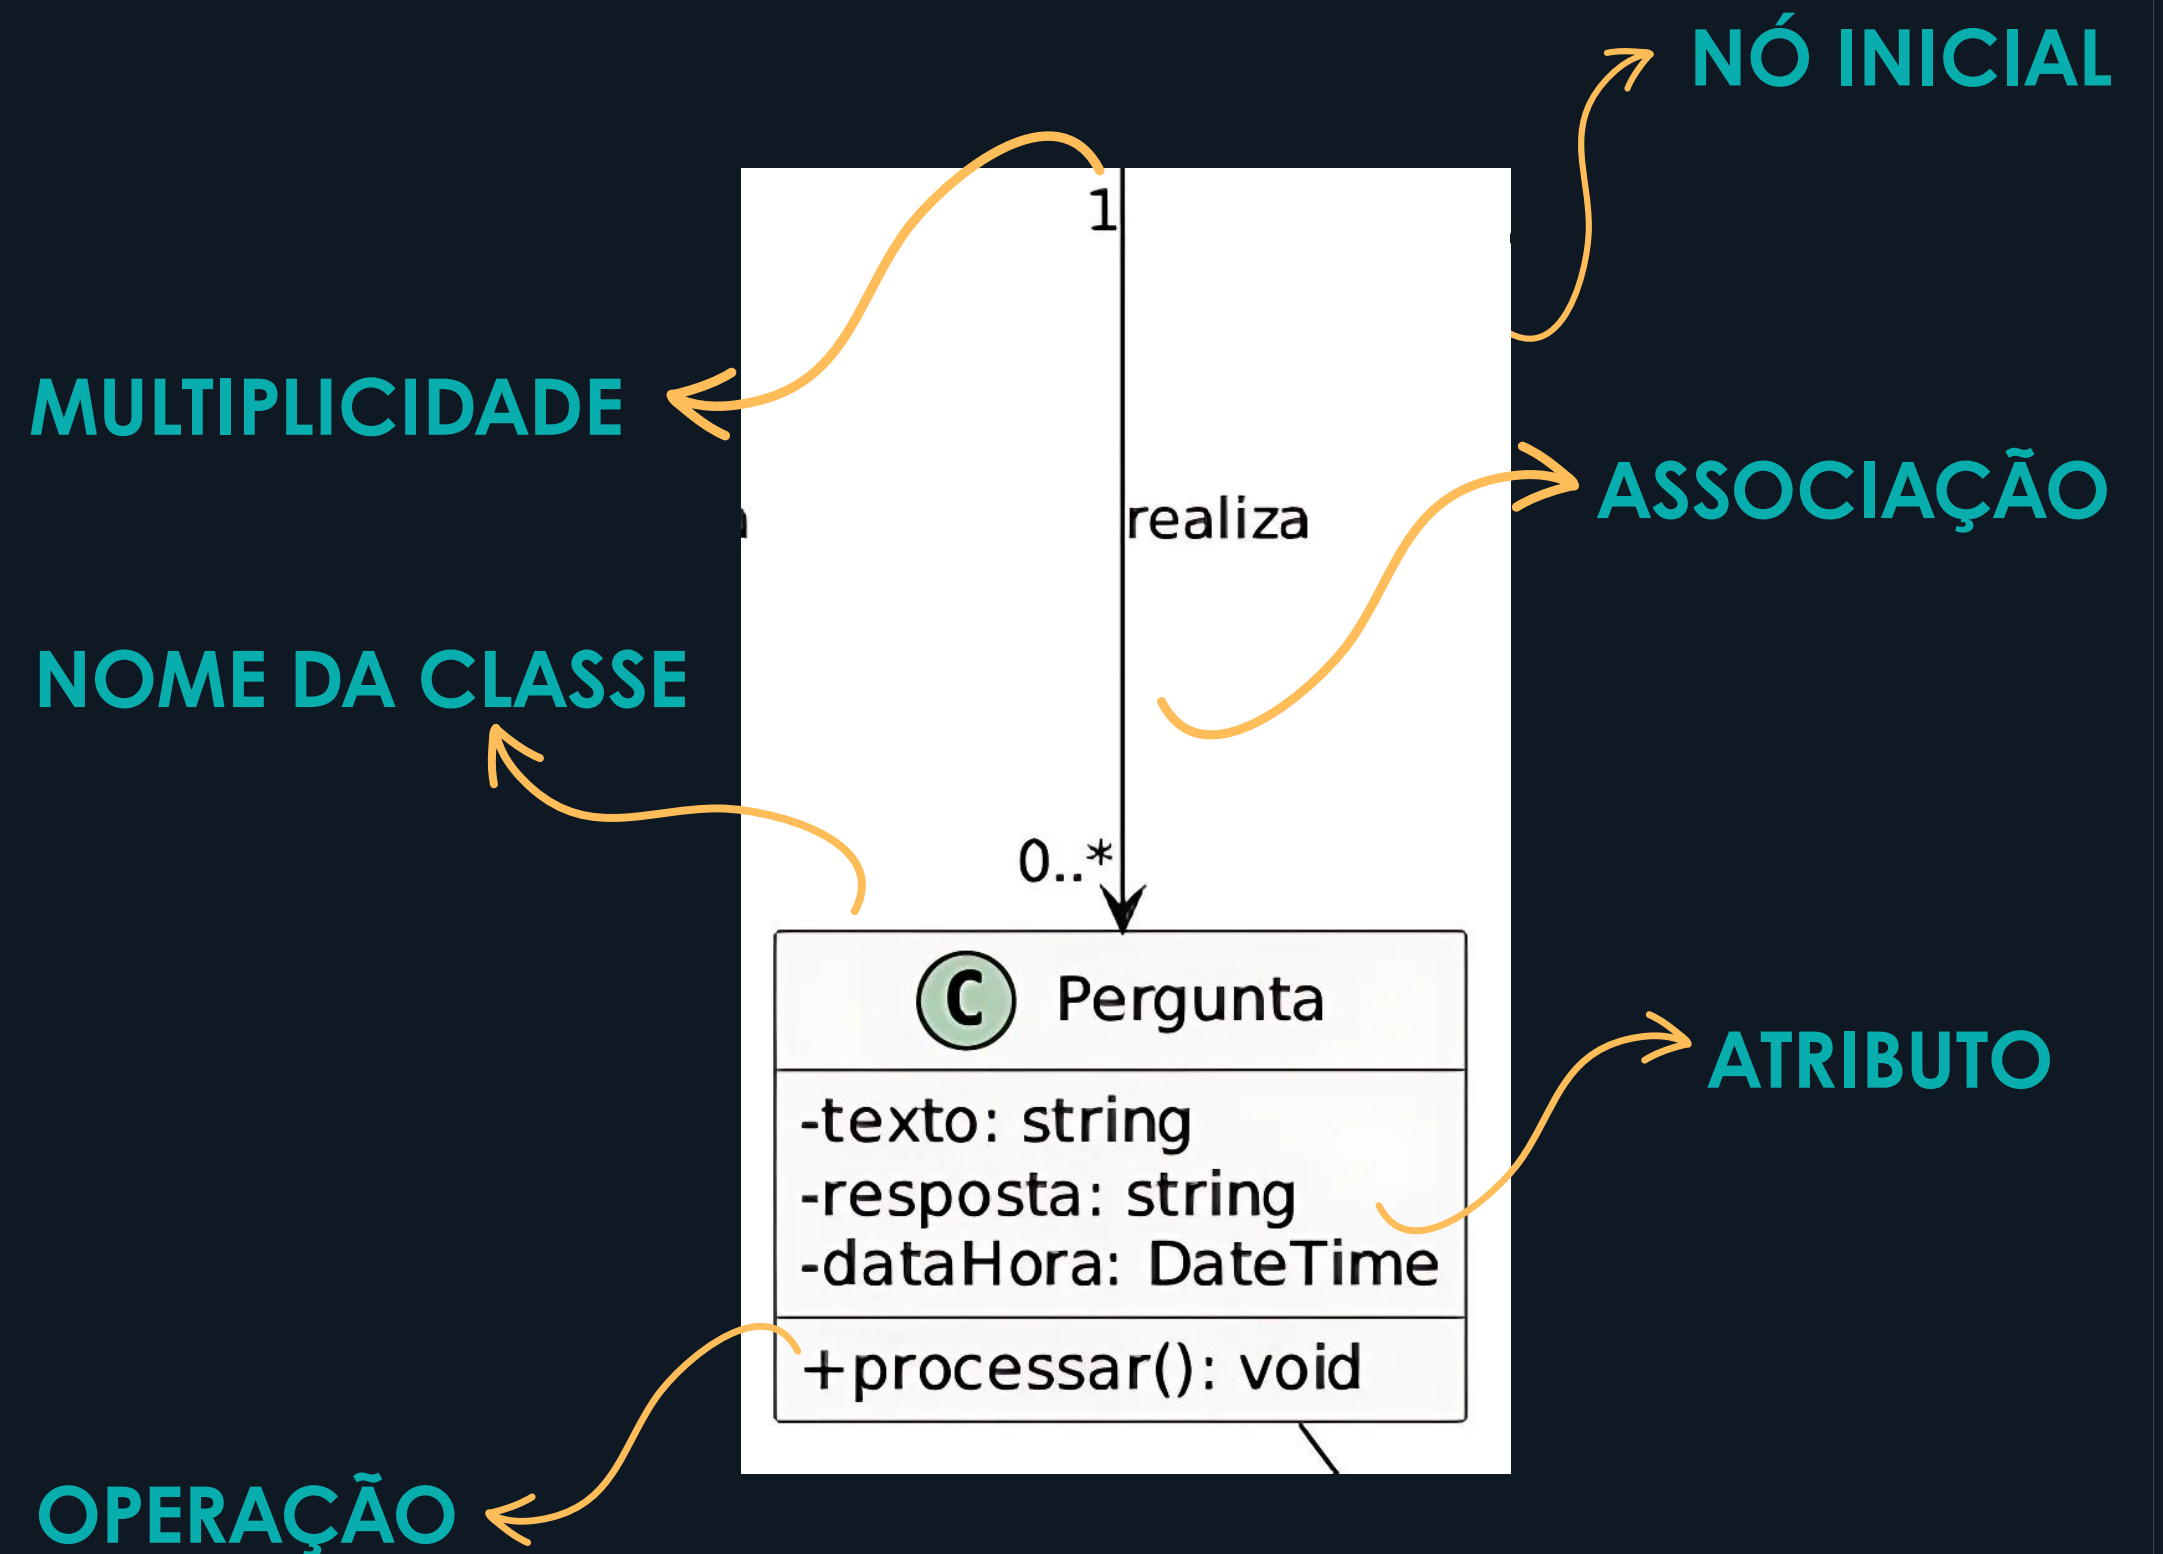 NÓ INICIAL
1
MULTIPLICIDADE
ASSOCIAÇÃO
realiza
NOME DA CLASSE
0..*
C Pergunta
ATRIBUTO
-texto: string
-resposta: string
-dataHora: DateTime
+processar(): void
OPERAÇÃO